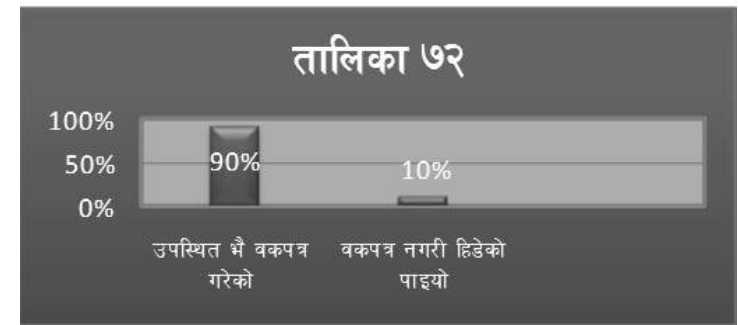 तालिका ७२
100%
50%
0%
90%
10%
उपस्थित भै वकपत्र
गरेको
वकपत्र नगरी हिडेको
पाइयो